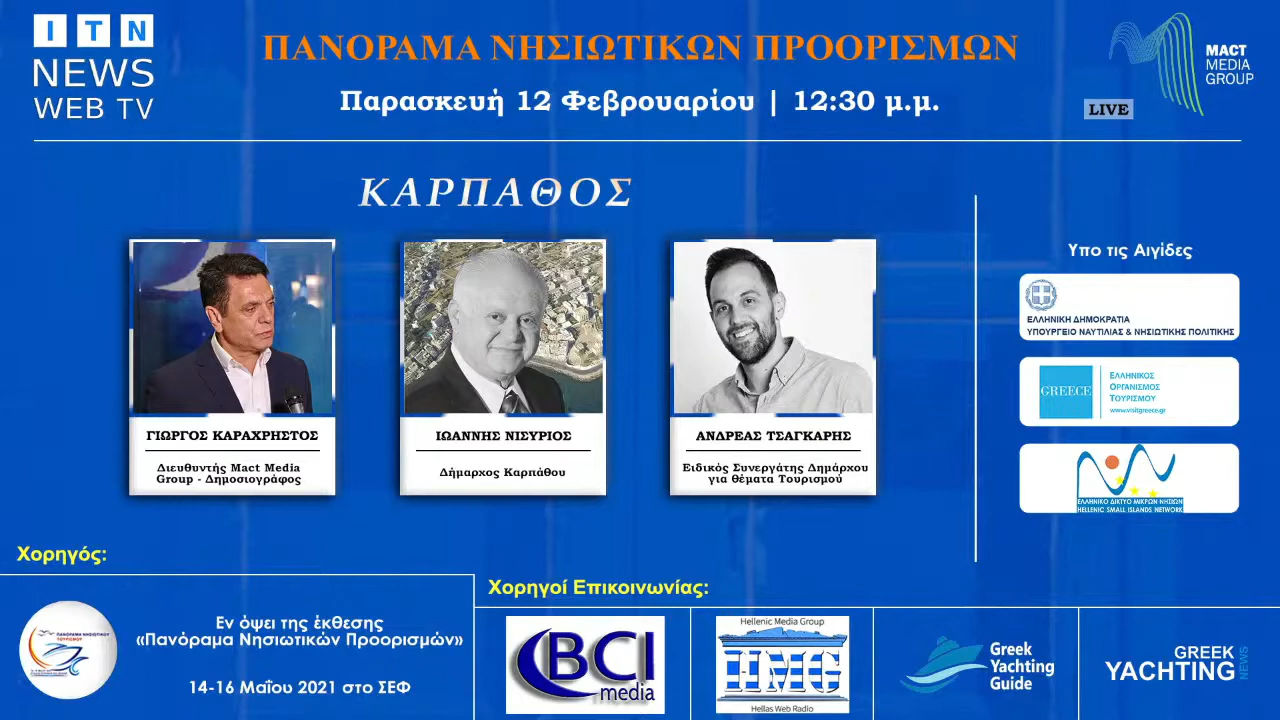 ITN
NEWS
WEB TV
ΠΑΝΟΡΑΜΑ ΝΗΣΙΩΤΙΚΩΝ ΠΡΟΟΡΙΣΜΩΝ
Παρασκευή 12 Φεβρουαρίου | 12:30 μ.μ.
MACT
MEDIA
GROUP
LIVE
ΚΑΡΠΑΘΟΣ
ΓΙΩΡΓΟΣ ΚΑΡΑΧΡΗΣΤΟΣ
Διευθυντής Mact Media
Group - Δημοσιογράφος
ΙΩΑΝΝΗΣ ΝΙΣΥΡΙΟΣ
Δήμαρχος Καρπάθου
ΑΝΔΡΕΑΣ ΤΣΑΓΚΑΡΗΣ
Ειδικός Συνεργάτης Δημάρχου
για θέματα Τουρισμού
Υπο τις Αιγίδες
ΕΛΛΗΝΙΚΗ ΔΗΜΟΚΡΑΤΙΑ
ΥΠΟΥΡΓΕΙΟ ΝΑΥΤΙΛΙΑΣ & ΝΗΣΙΩΤΙΚΗΣ ΠΟΛΙΤΙΚΗΣ
GREECE
ΕΛΛΗΝΙΚΟΣ
ΟΡΓΑΝΙΣΜΟΣ
ΤΟΥΡΙΣΜΟΥ
www.visitgreece.gr
ΕΛΛΗΝΙΚΟ ΔΙΚΤΥΟ ΜΙΚΡΩΝ ΝΗΣΙΩΝ
HELLENIC SMALL ISLANDS NETWORK
Χορηγός:
ΠΑΝΟΡΑΜΑ ΝΗΣΙΩΤΙΚΟΥ
ΤΟΥΡΙΣΜΟΥ
Εν όψει της έκθεσης
«Πανόραμα Νησιωτικών Προορισμών»
14-16 Μαΐου 2021 στο ΣΕΦ
Χορηγοί Επικοινωνίας:
BCI
media
Hellenic Media Group
HMG
Hellas Web Radio
Greek
Yachting
Guide
GREEK
YACHTING
NEWS